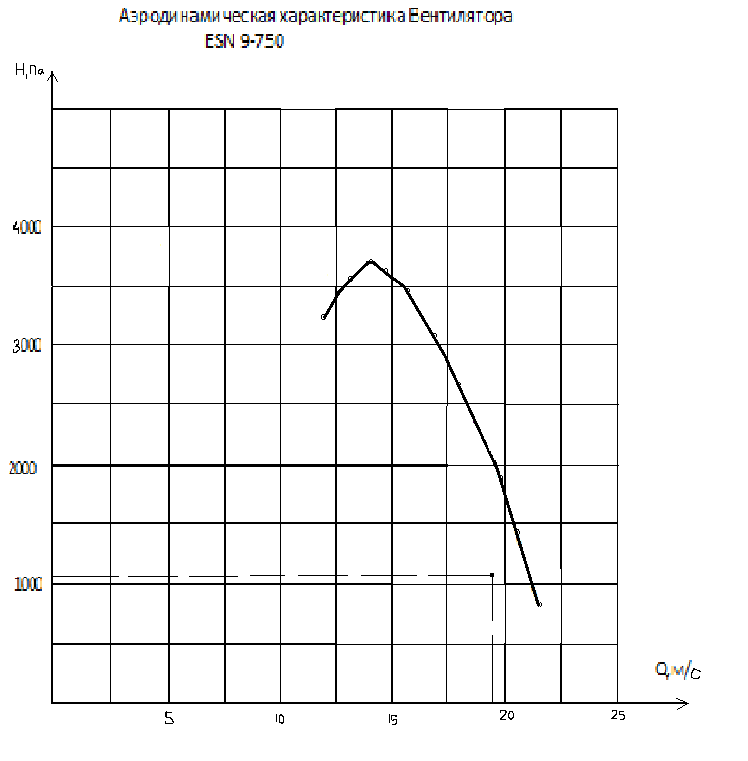 Аэродинамическая характеристика Вентилятора
ESN 9-750
Н,па
4000
3000
2000
1000
Q,м/с
5
10
15
20
25